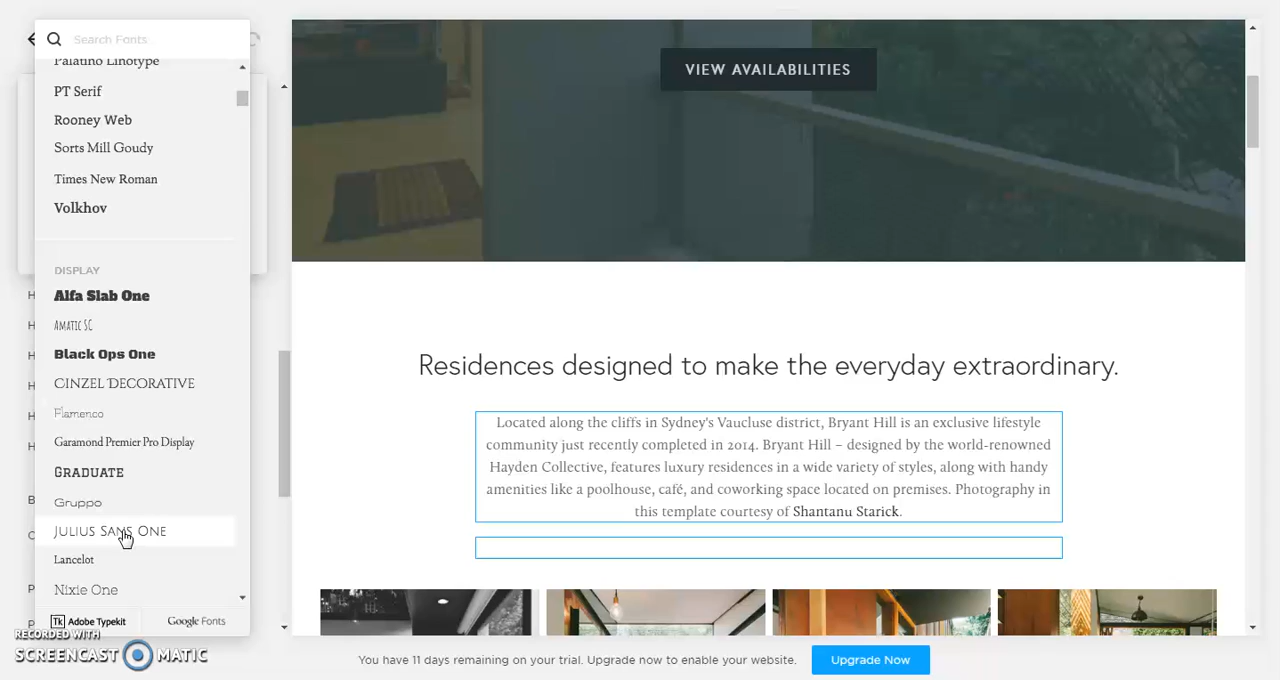 Search Fonts
Palatino Linotype
PT Serif
Rooney Web
Sorts Mill Goudy
Times New Roman
Volkhov
DISPLAY
Alfa Slab One
AMATIC SC
Black Ops One
CINZEL DECORATIVE
Flamenco
Garamond Premier Pro Display
GRADUATE
Gruppo
JULIUS SANS ONE
Lancelot
Nixie One
Tk Adobe Typekit
Google Fonts
RECORDED WITH
SCREENCAST MATIC
VIEW AVAILABILITIES
Residences designed to make the everyday extraordinary.
Located along the cliffs in Sydney's Vaucluse district, Bryant Hill is an exclusive lifestyle
community just recently completed in 2014. Bryant Hill – designed by the world-renowned
Hayden Collective, features luxury residences in a wide variety of styles, along with handy
amenities like a poolhouse, café, and coworking space located on premises. Photography in
this template courtesy of Shantanu Starick.
You have 11 days remaining on your trial. Upgrade now to enable your website.
Upgrade Now